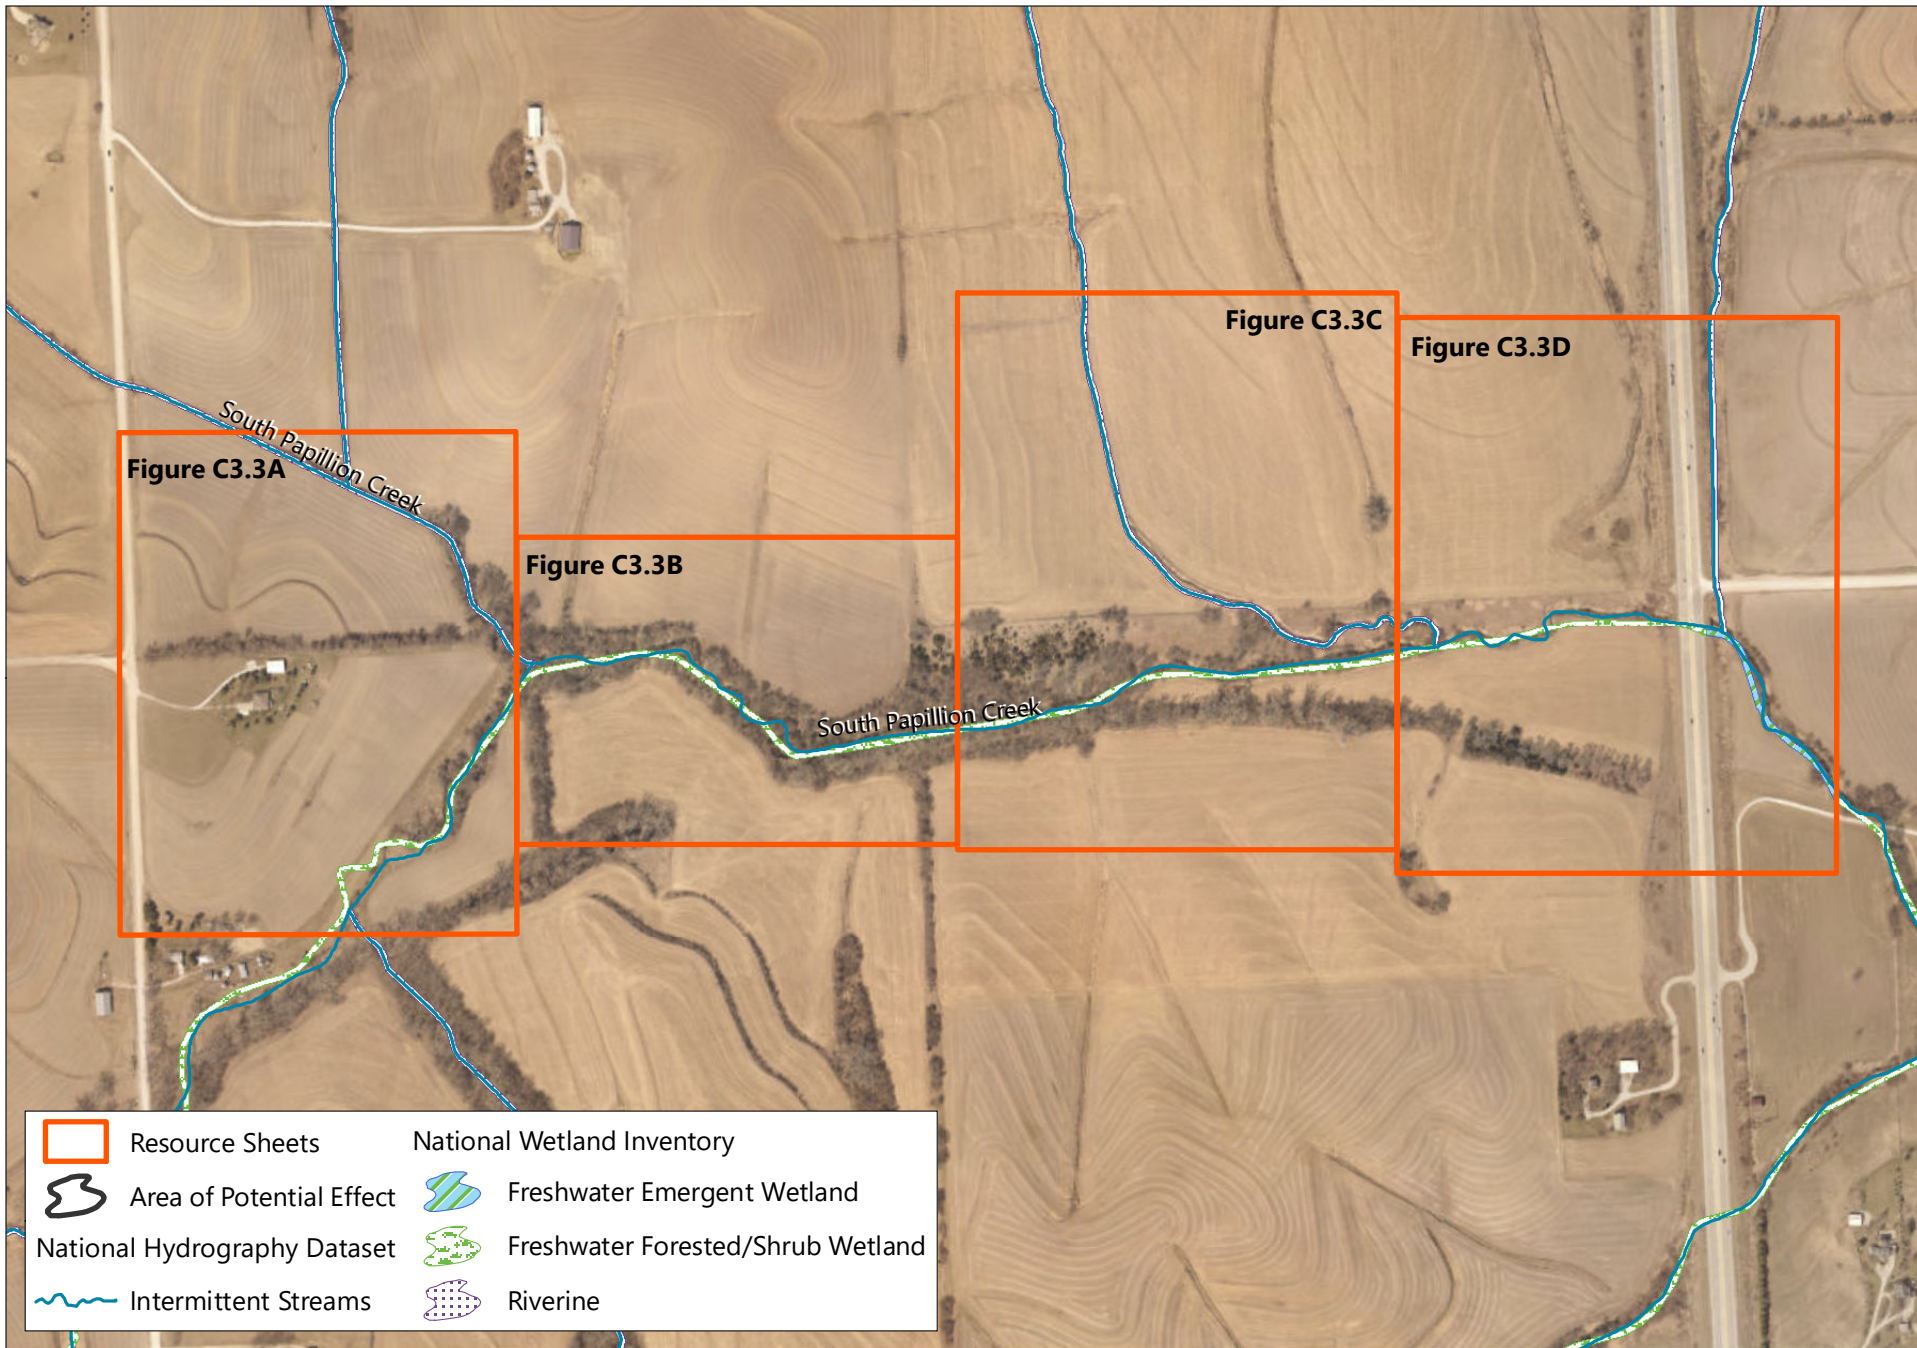 Figure C3.3C
Figure C3.3D
South Papillion Creek
Figure C3.3A
Figure C3.3B
South Papillion Creek
Resource Sheets
Area of Potential Effect
National Hydrography Dataset
Intermittent Streams
National Wetland Inventory
Freshwater Emergent Wetland
Freshwater Forested/Shrub Wetland
Riverine